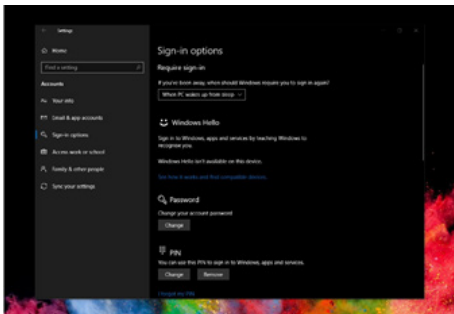 Settings
Home
Find a setting
Accounts
Your info
Email & app accounts
Sign-in options
Access work or school
Family & other people
Sync your settings
Sign-in options
Require sign-in
If you've been away, when should Windows require you to sign in again?
When PC wakes up from sleep
Windows Hello
Sign in to Windows, apps and services by teaching Windows to
recognise you.
Windows Hello isn't available on this device.
See how it works and find compatible devices.
Password
Change your account password
Change
PIN
You can use this PIN to sign in to Windows, apps and services.
Change Remove
I forgot my PIN